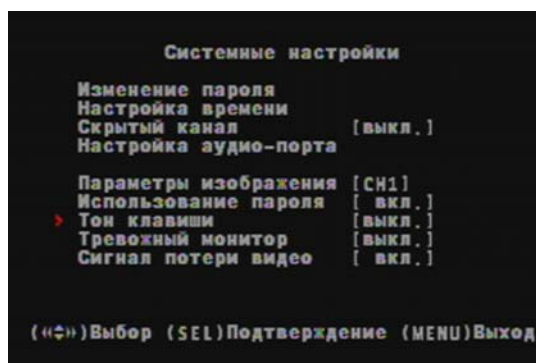 Системные настройки
Изменение пароля
Настройка времени
Скрытый канал [выкл.]
Настройка аудио-порта
Параметры изображения [CH1]
Использование пароля [ вкл.]
Тон клавиши [выкл.]
Тревожный монитор [выкл.]
Сигнал потери видео [ вкл.]
(«»)Выбор (SEL)Подтверждение (MENU)Выход